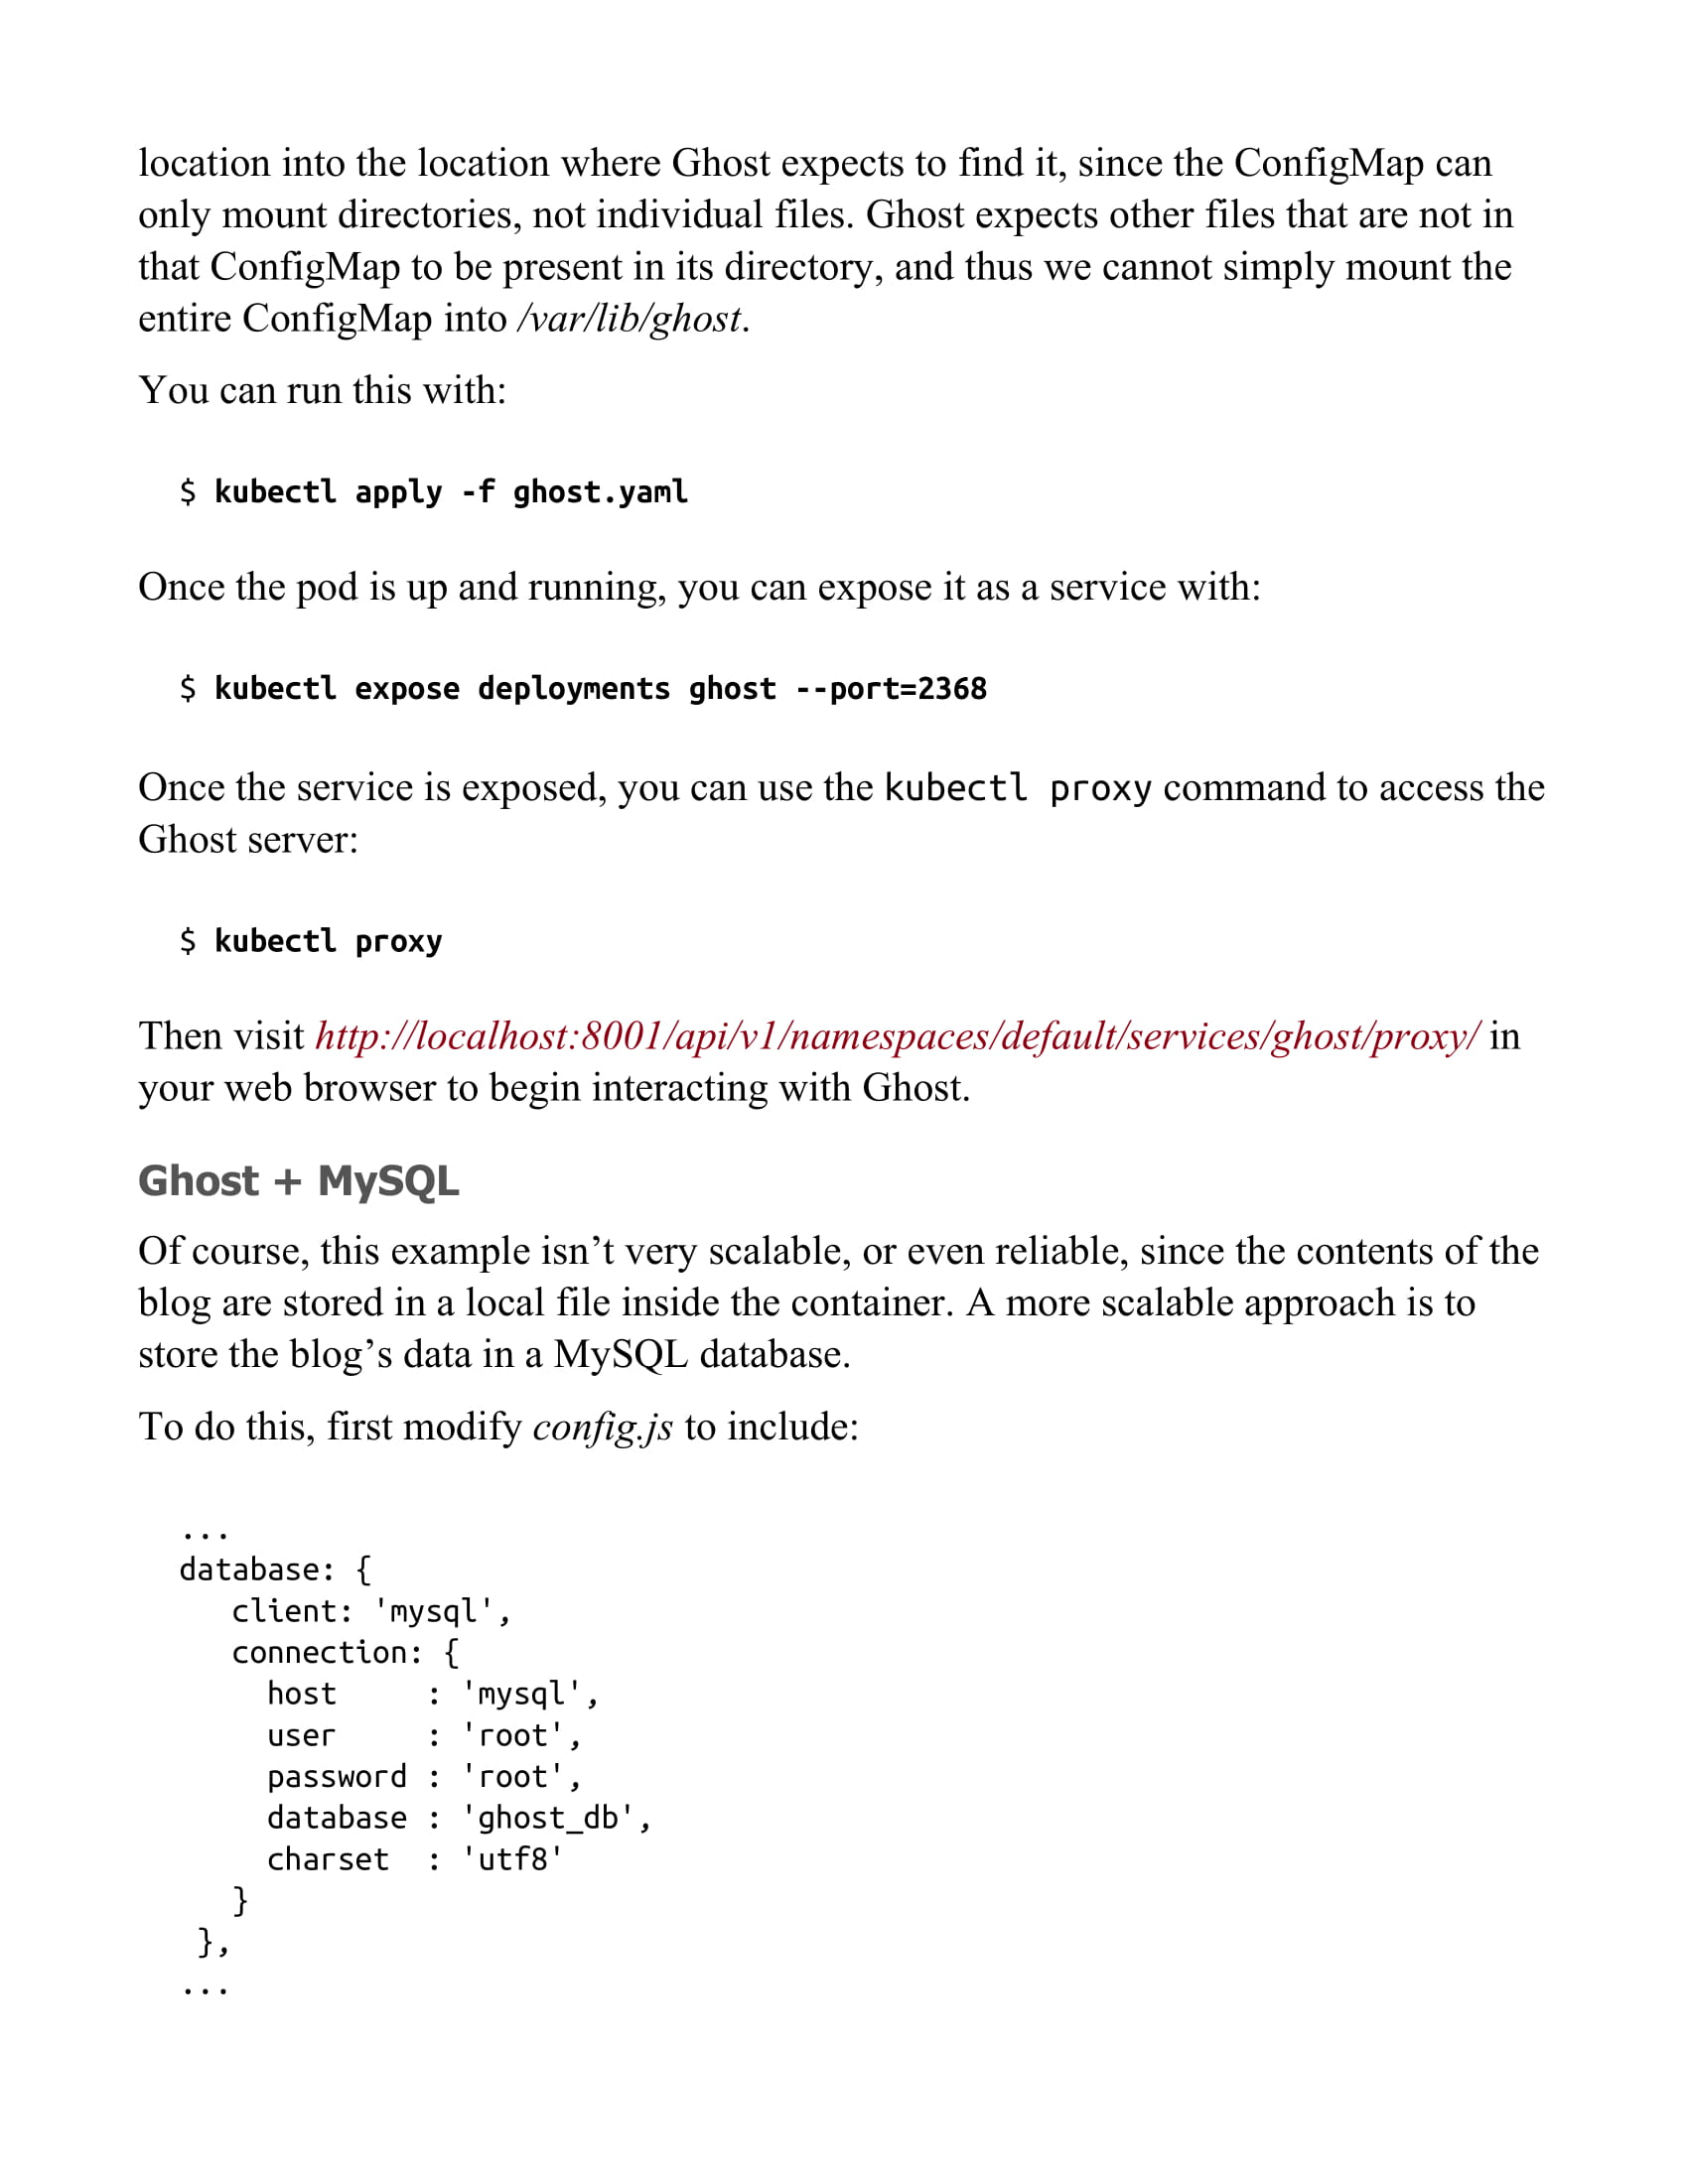 location into the location where Ghost expects to find it, since the ConfigMap can
only mount directories, not individual files. Ghost expects other files that are not in
that ConfigMap to be present in its directory, and thus we cannot simply mount the
entire ConfigMap into /var/lib/ghost.
You can run this with:
$ kubectl apply -f ghost.yaml
Once the pod is up and running, you can expose it as a service with:
$ kubectl expose deployments ghost --port=2368
Once the service is exposed, you can use the kubectl proxy command to access the
Ghost server:
$ kubectl proxy
Then visit http://localhost:8001/api/v1/namespaces/default/services/ghost/proxy/ in
your web browser to begin interacting with Ghost.
Ghost + MySQL
Of course, this example isn’t very scalable, or even reliable, since the contents of the
blog are stored in a local file inside the container. A more scalable approach is to
store the blog’s data in a MySQL database.
To do this, first modify config.js to include:
...
database: {
   client: 'mysql',
   connection: {
     host     : 'mysql',
     user     : 'root',
     password : 'root',
     database : 'ghost_db',
     charset  : 'utf8'
   }
 },
...